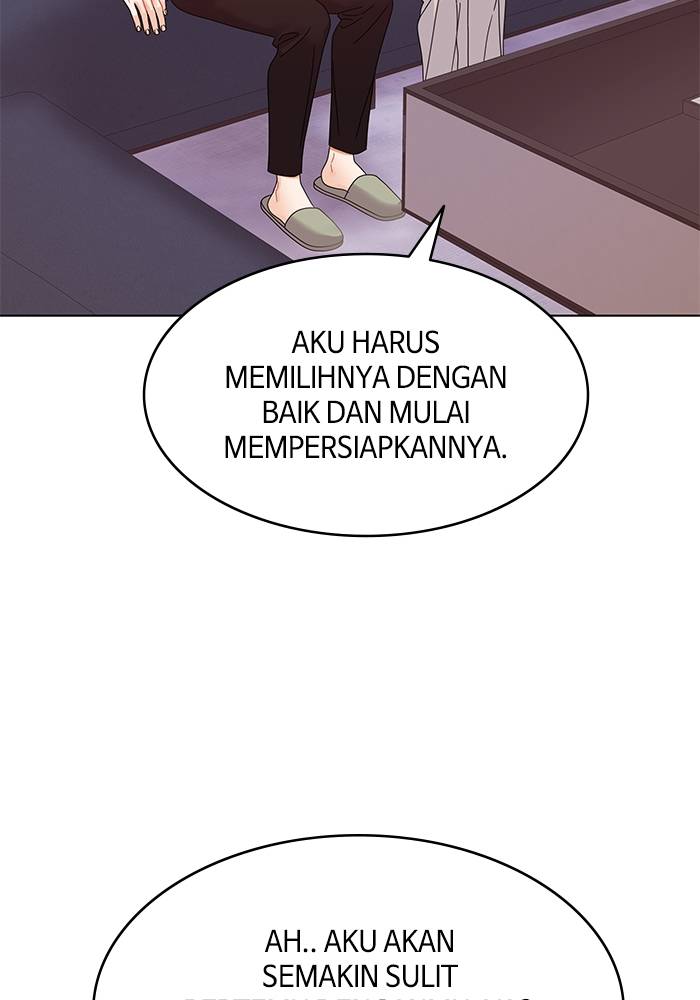 AKU HARUS
MEMILIHNYA DENGAN
BAIK DAN MULAI
MEMPERSIAPKANNYA.
AH.. AKU AKAN
SEMAKIN SULIT